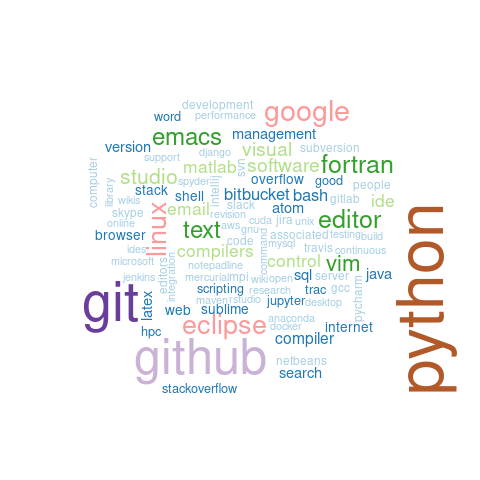 development
word
performance
google
emacs
management
version
visual
subversion
support
django
computer
matlab
svn
software
fortran
studio
spyder
intellij
overflow
good
people
library
stack
shell
bitbucket
bash
gitlab
ide
wikis
skype
email
slack
atom
revision
cuda
jira
unix
editor
online
linux
text
aws
gnu
browser
code
associated
testing
build
ides
compilers
command
mysql
travis
continuous
microsoft
editors
integration
notepadline
control
vim
python
jenkins
mercurial
mpi
wiki
open
sql
server
java
git
scripting
research
trac
gcc
pycharm
latex
maven
rstudio
jupyter
desktop
web
sublime
anaconda
hpc
eclipse
docker
internet
compiler
github
netbeans
search
stackoverflow